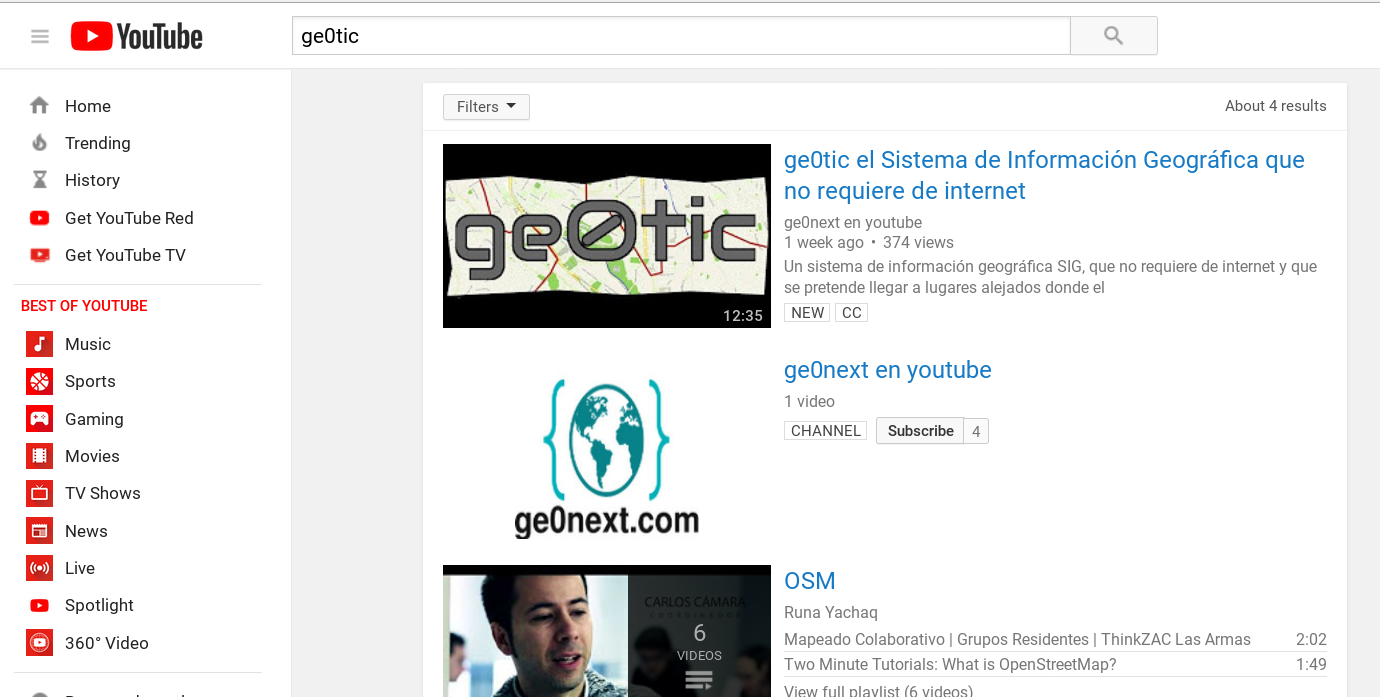 YouTube
ge0tic
Home
Trending
History
Get YouTube Red
Get YouTube TV
BEST OF YOUTUBE
Music
Sports
Gaming
Movies
TV Shows
News
Live
Spotlight
360° Video
Filters
About 4 results
ge0tic
12:35
ge0tic el Sistema de Información Geográfica que
no requiere de internet
ge0next en youtube
1 week ago • 374 views
Un sistema de información geográfica SIG, que no requiere de internet y que
se pretende llegar a lugares alejados donde el
NEW CC
ge0next.com
ge0next en youtube
1 video
CHANNEL Subscribe 4
CARLOS CÁMARA
COORDINADOR
6
VIDEOS
OSM
Runa Yachaq
Mapeado Colaborativo | Grupos Residentes | ThinkZAC Las Armas 2:02
Two Minute Tutorials: What is OpenStreetMap? 1:49
View full playlist (6 videos)